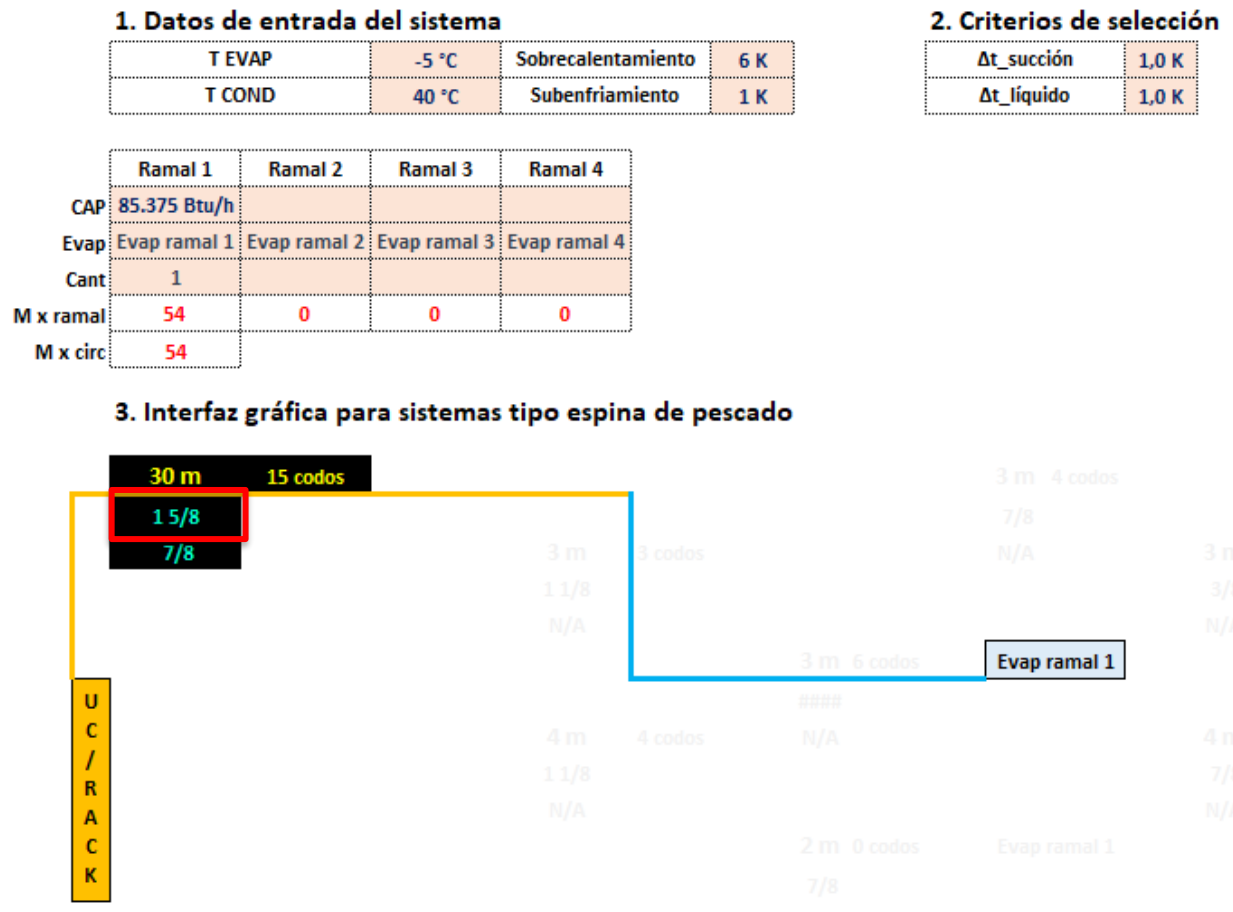 1. Datos de entrada del sistema
2. Criterios de selección
T EVAP -5 °C Sobrecalentamiento 6 K
Δt_succión 1,0 K
T COND 40 °C Subenfriamiento 1 K
Δt_líquido 1,0 K
Ramal 1 Ramal 2 Ramal 3 Ramal 4
CAP 85.375 Btu/h
Evap Evap ramal 1 Evap ramal 2 Evap ramal 3 Evap ramal 4
Cant 1
M x ramal 54 0 0 0
M x circ 54
3. Interfaz gráfica para sistemas tipo espina de pescado
30 m 15 codos
3 m 4 codos
1 5/8
7/8
7/8
3 m 3 codos
N/A
1 1/8
N/A
3 m 6 codos
Evap ramal 1
####
U
C
/
R
A
C
K
4 m 4 codos
N/A
1 1/8
N/A
2 m 0 codos
Evap ramal 1
7/8